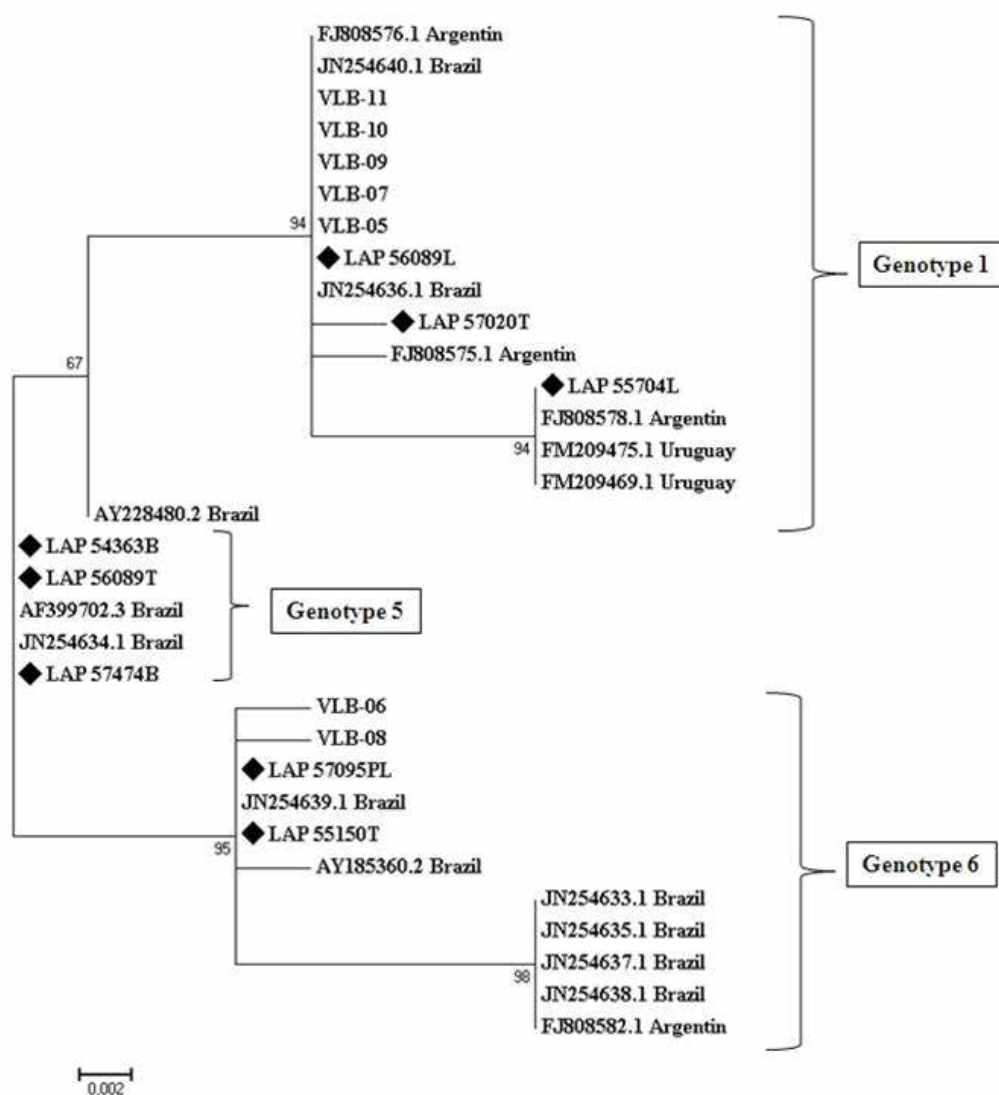 FJ808576.1 Argentin
JN254640.1 Brazil
VLB-11
VLB-10
VLB-09
VLB-07
VLB-05
94
LAP 56089L
Genotype 1
JN254636.1 Brazil
LAP 57020T
FJ808575.1 Argentin
67
LAP 55704L
FJ808578.1 Argentin
94
FM209475.1 Uruguay
FM209469.1 Uruguay
AY228480.2 Brazil
LAP 54363B
LAP 56089T
AF399702.3 Brazil
Genotype 5
JN254634.1 Brazil
LAP 57474B
VLB-06
VLB-08
LAP 57095PL
JN254639.1 Brazil
LAP 55150T
95
AY185360.2 Brazil
Genotype 6
JN254633.1 Brazil
JN254635.1 Brazil
JN254637.1 Brazil
98
JN254638.1 Brazil
FJ808582.1 Argentin
0.002